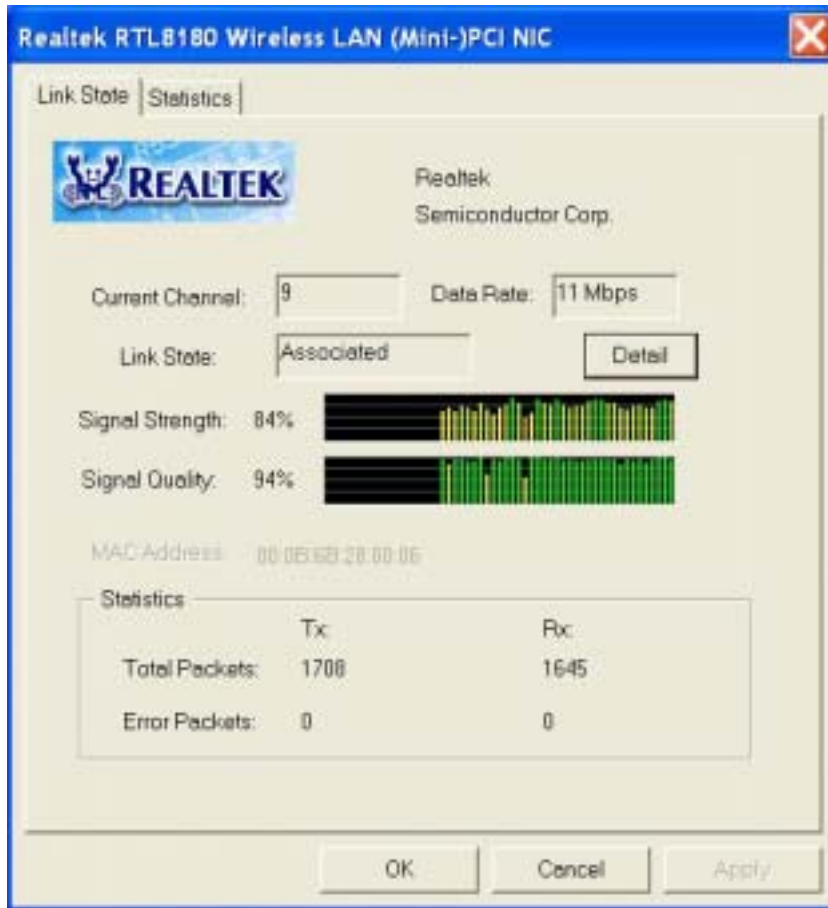 Realtek RTL8180 Wireless LAN (Mini-)PCI NIC
Link State Statistics
REALTEK
Realtek
Semiconductor Corp.
Current Channel: 9 Data Rate: 11 Mbps
Link State: Associated Detail
Signal Strength: 84%
Signal Quality: 94%
MAC Address:
Statistics
Tx: Rx:
Total Packets: 1708 1645
Error Packets: 0 0
OK Cancel Apply